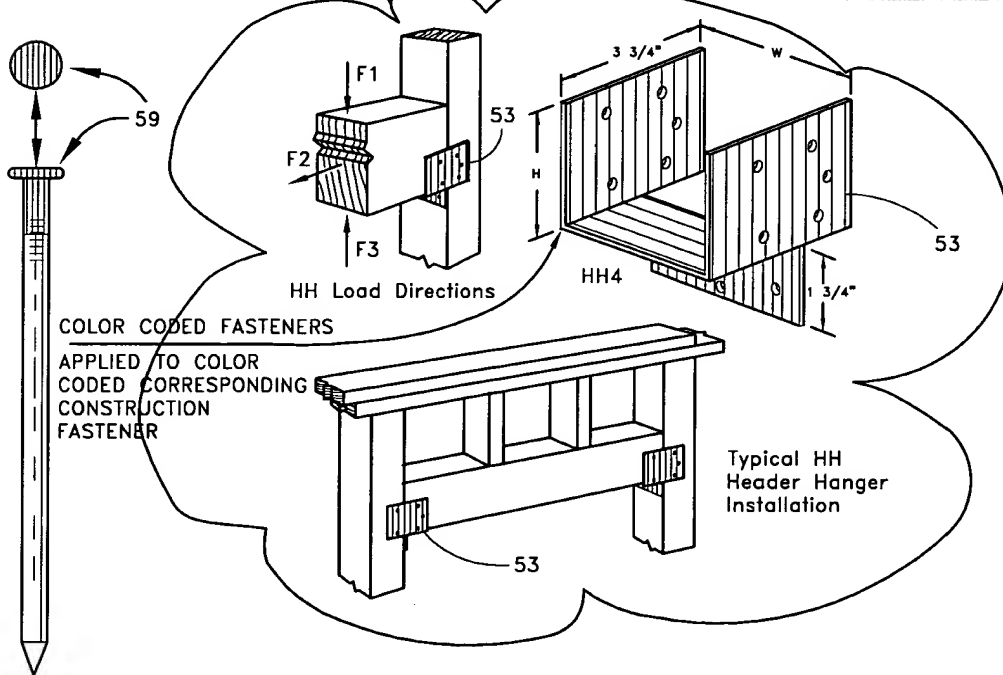 3 3/4"
W
F1
53
59
F2
H
53
F3
HH4
HH Load Directions
1 3/4"
COLOR CODED FASTENERS
APPLIED TO COLOR
CODED CORRESPONDING
CONSTRUCTION
FASTENER
Typical HH
Header Hanger
Installation
53